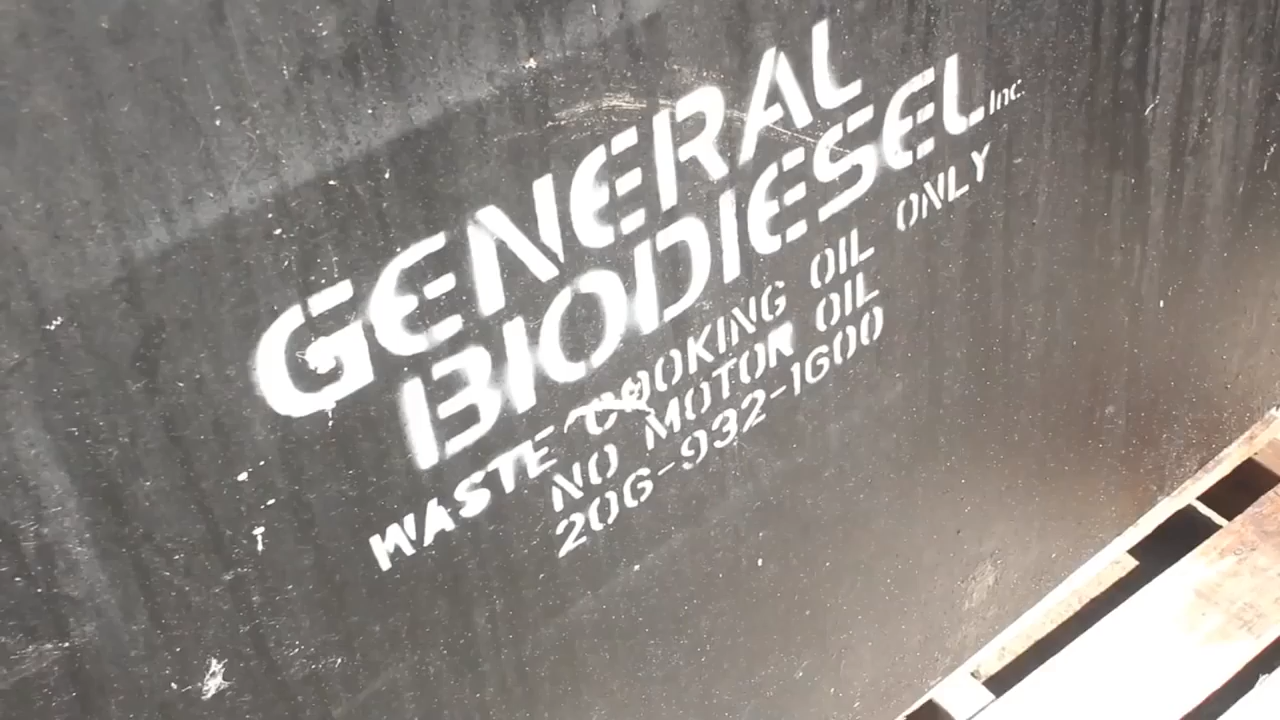 GENERAL
BIODIESEL Inc.
WASTE COOKING OIL ONLY
NO MOTOR OIL
206-932-1600